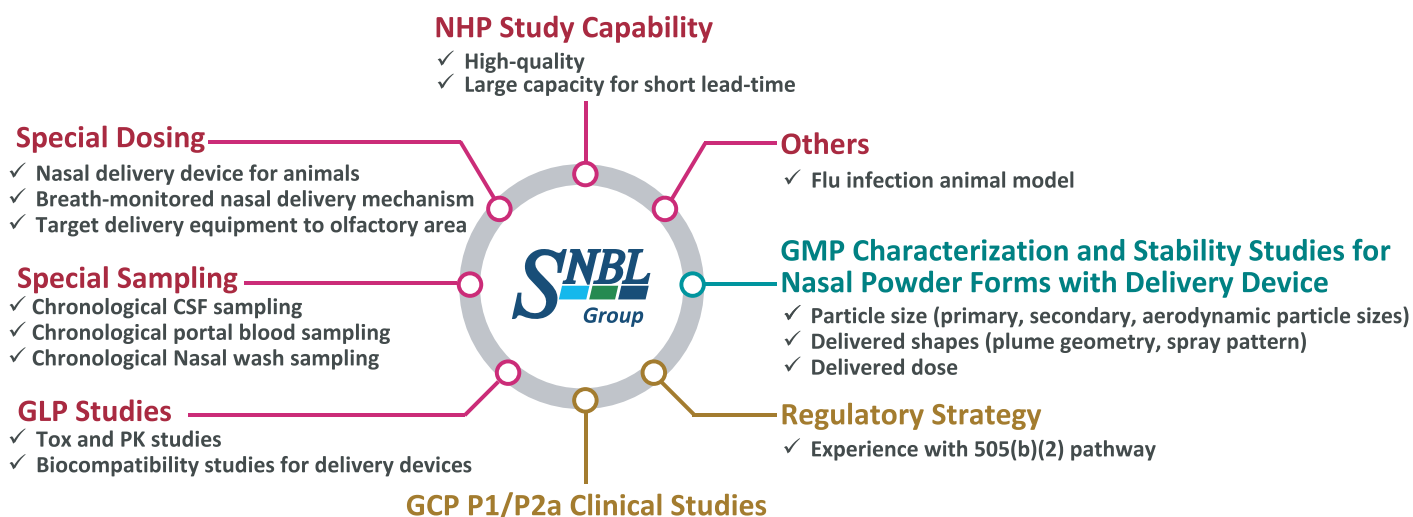 NHP Study Capability
✓ High-quality
✓ Large capacity for short lead-time
Special Dosing
✓ Nasal delivery device for animals
✓ Breath-monitored nasal delivery mechanism
✓ Target delivery equipment to olfactory area
Special Sampling
✓ Chronological CSF sampling
✓ Chronological portal blood sampling
✓ Chronological Nasal wash sampling
GLP Studies
✓ Tox and PK studies
✓ Biocompatibility studies for delivery devices
SNBL
Group
Others
✓ Flu infection animal model
GMP Characterization and Stability Studies for
Nasal Powder Forms with Delivery Device
✓ Particle size (primary, secondary, aerodynamic particle sizes)
✓ Delivered shapes (plume geometry, spray pattern)
✓ Delivered dose
Regulatory Strategy
✓ Experience with 505(b)(2) pathway
GCP P1/P2a Clinical Studies